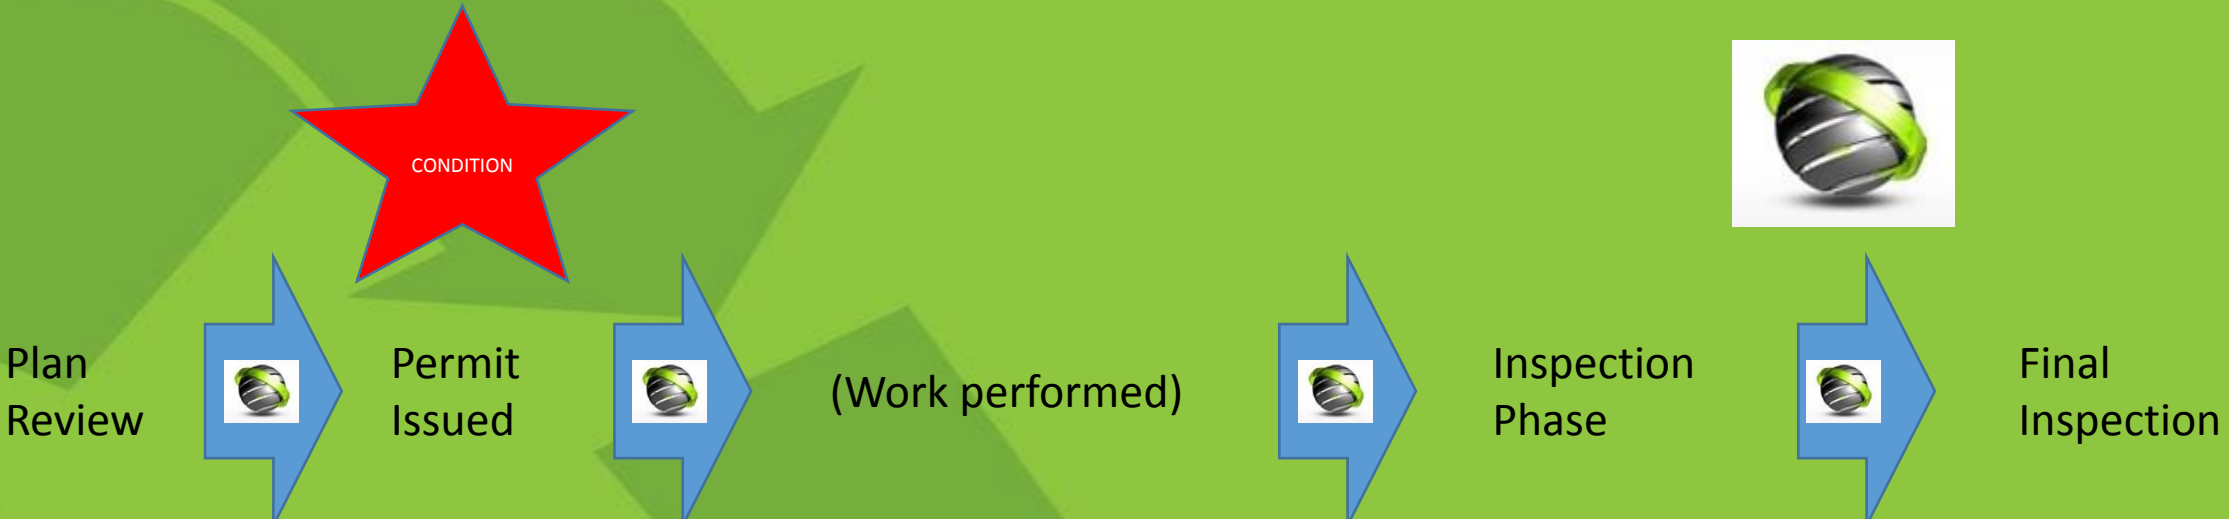 CONDITION
Plan
Review
Permit
Issued
(Work performed)
Inspection
Phase
Final
Inspection